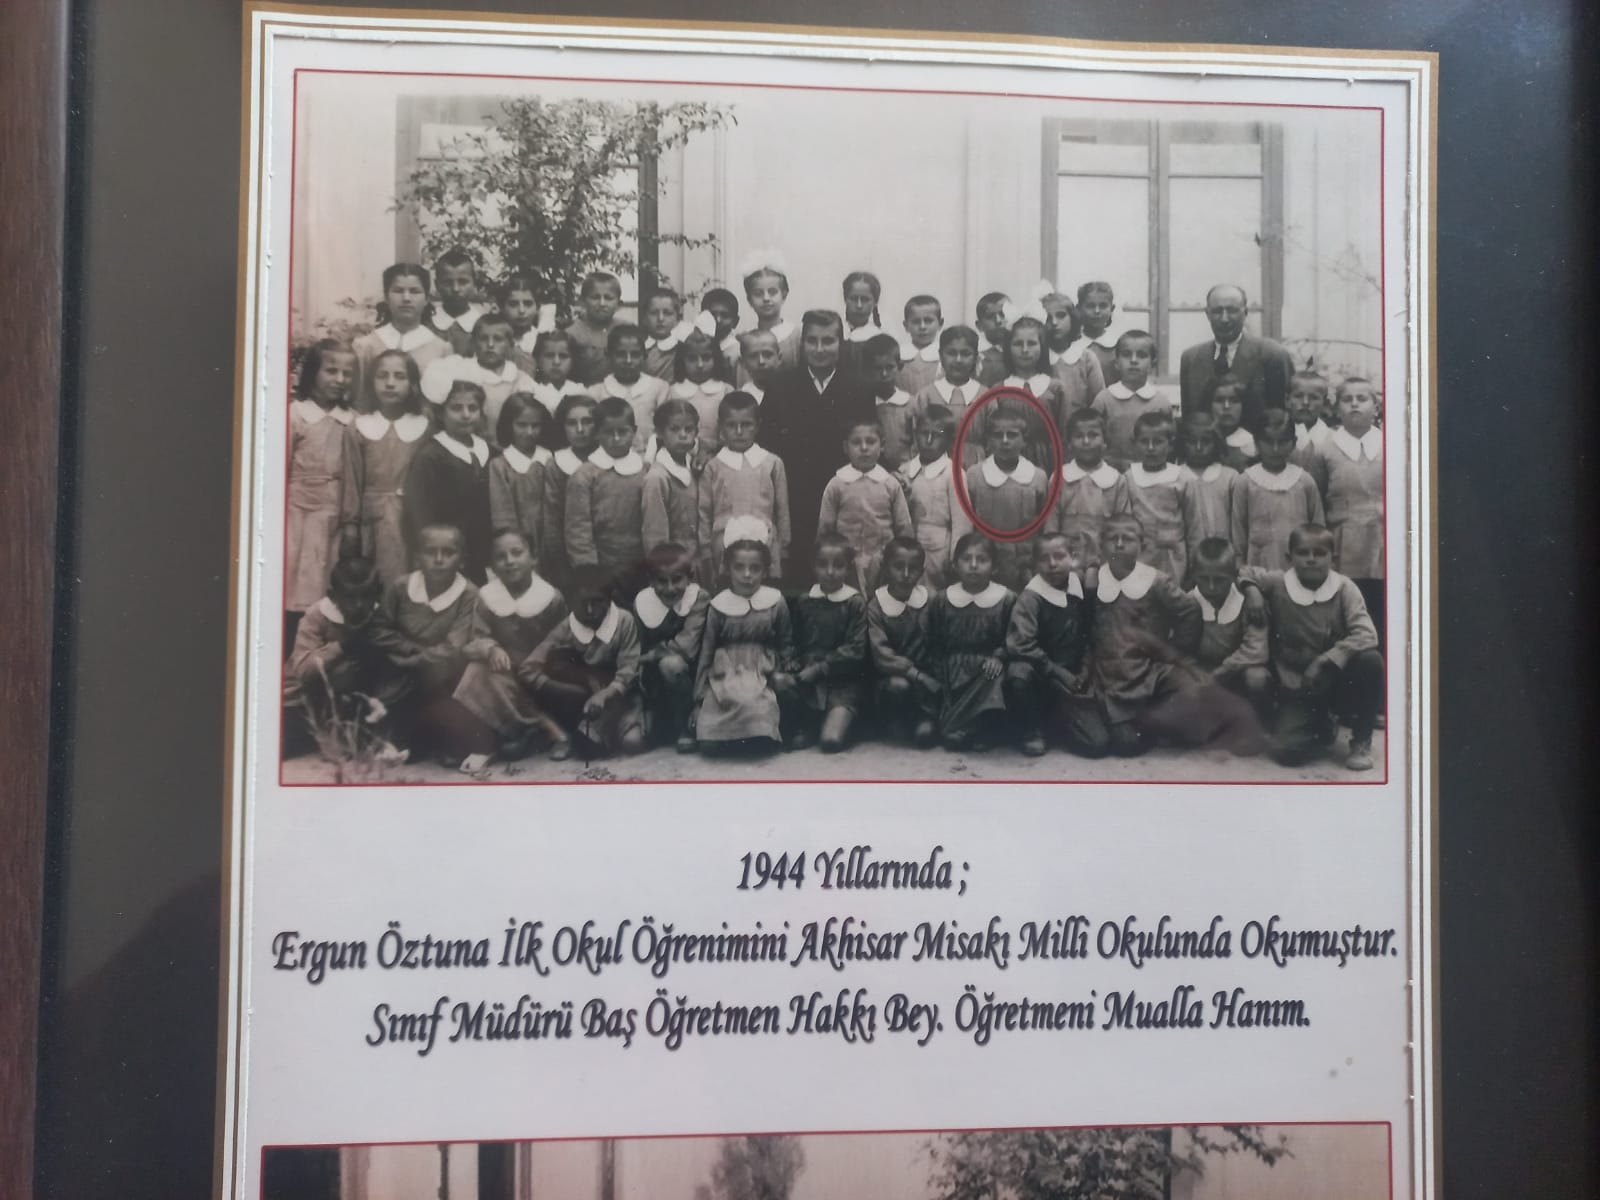 1944 Yıllarında ;
Ergun Öztuna İlk Okul Öğrenimini Akhisar Misakı Milli Okulunda Okumuştur.
Sınıf Müdürü Baş Öğretmen Hakkı Bey. Öğretmeni Mualla Hanım.